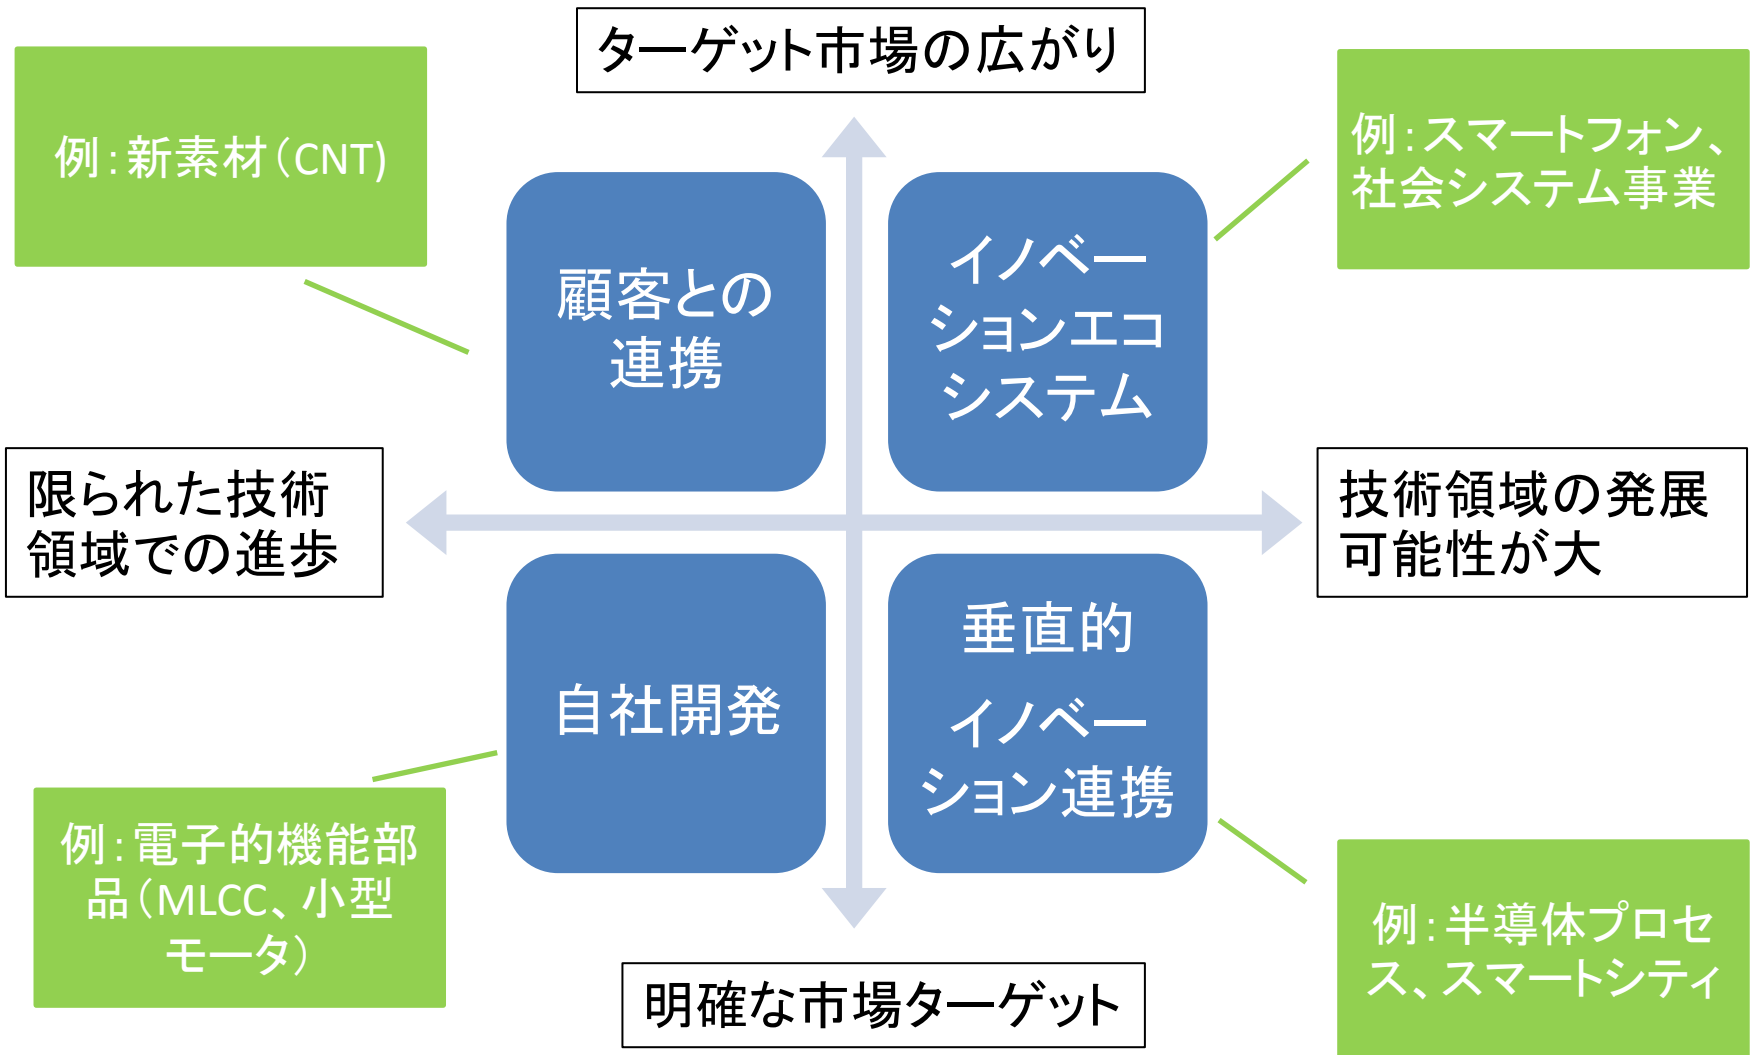 ターゲット市場の広がり
例：新素材（CNT)
例：スマートフォン、
社会システム事業
顧客との
連携
イノベー
ションエコ
システム
限られた技術
領域での進歩
技術領域の発展
可能性が大
自社開発
垂直的
イノベー
ション連携
例：電子的機能部
品（MLCC、小型
モータ）
例：半導体プロセ
ス、スマートシティ
明確な市場ターゲット